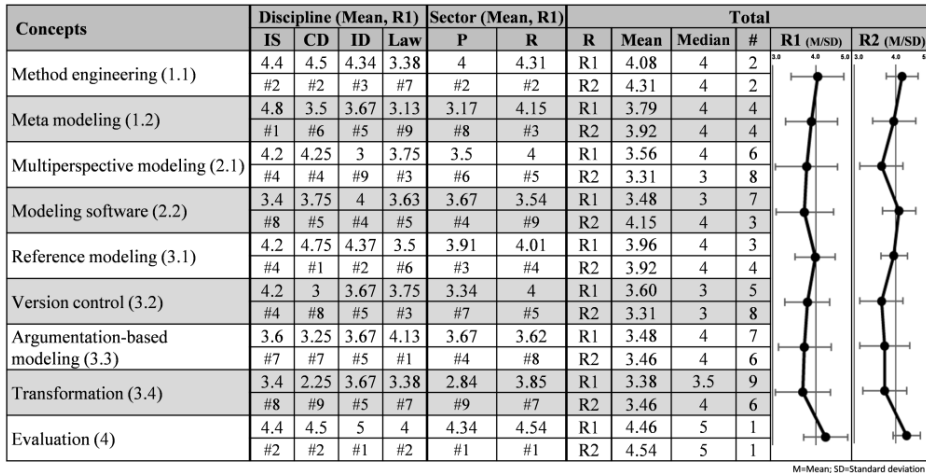 Concepts Discipline (Mean, R1) Sector (Mean, R1) Total
IS CD ID Law P R R Mean Median # R1 (M/SD) R2 (M/SD)
3.0 4.0 5.0 3.0 4.0 5.0
Method engineering (1.1) 4.4 4.5 4.34 3.38 4 4.31 R1 4.08 4 2
#2 #2 #3 #7 #2 #2 R2 4.31 4 2
Meta modeling (1.2) 4.8 3.5 3.67 3.13 3.17 4.15 R1 3.79 4 4
#1 #6 #5 #9 #8 #3 R2 3.92 4 4
Multiperspective modeling (2.1) 4.2 4.25 3 3.75 3.5 4 R1 3.56 4 6
#4 #4 #9 #3 #6 #5 R2 3.31 3 8
Modeling software (2.2) 3.4 3.75 4 3.63 3.67 3.54 R1 3.48 3 7
#8 #5 #4 #5 #4 #9 R2 4.15 4 3
Reference modeling (3.1) 4.2 4.75 4.37 3.5 3.91 4.01 R1 3.96 4 3
#4 #1 #2 #6 #3 #4 R2 3.92 4 4
Version control (3.2) 4.2 3 3.67 3.75 3.34 4 R1 3.60 3 5
#4 #8 #5 #3 #7 #5 R2 3.31 3 8
Argumentation-based 3.6 3.25 3.67 4.13 3.67 3.62 R1 3.48 4 7
modeling (3.3) #7 #7 #5 #1 #4 #8 R2 3.46 4 6
Transformation (3.4) 3.4 2.25 3.67 3.38 2.84 3.85 R1 3.38 3.5 9
#8 #9 #5 #7 #9 #7 R2 3.46 4 6
Evaluation (4) 4.4 4.5 5 4 4.34 4.54 R1 4.46 5 1
#2 #2 #1 #2 #1 #1 R2 4.54 5 1
M=Mean; SD=Standard deviation